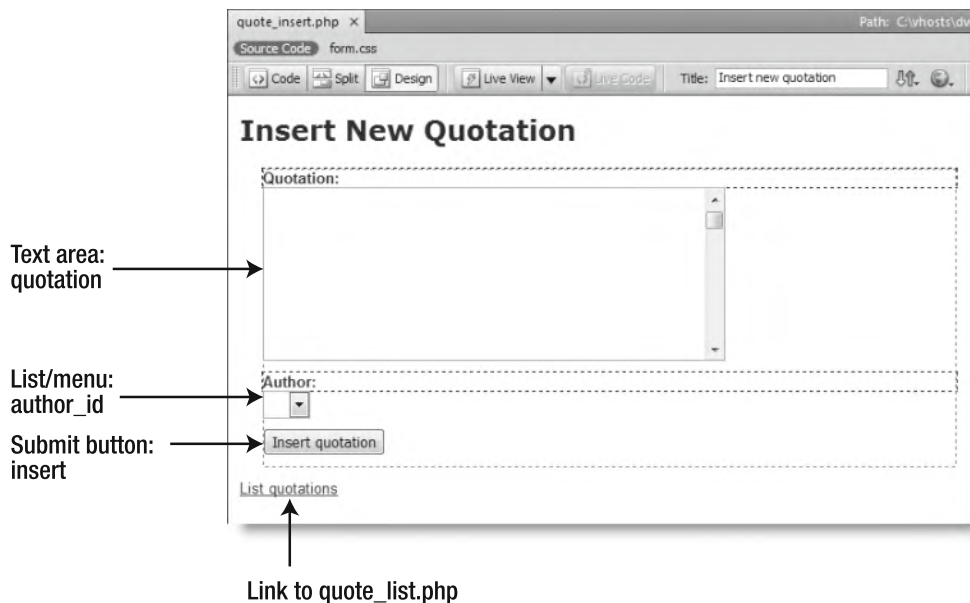 quote_insert.php ×
Path: C:\vhosts\dw
Source Code form.css
Code Split Design Live View Live Code Title: Insert new quotation
Insert New Quotation
Quotation:
Text area:
quotation
Author:
List/menu:
author_id
Insert quotation
Submit button:
insert
List quotations
Link to quote_list.php